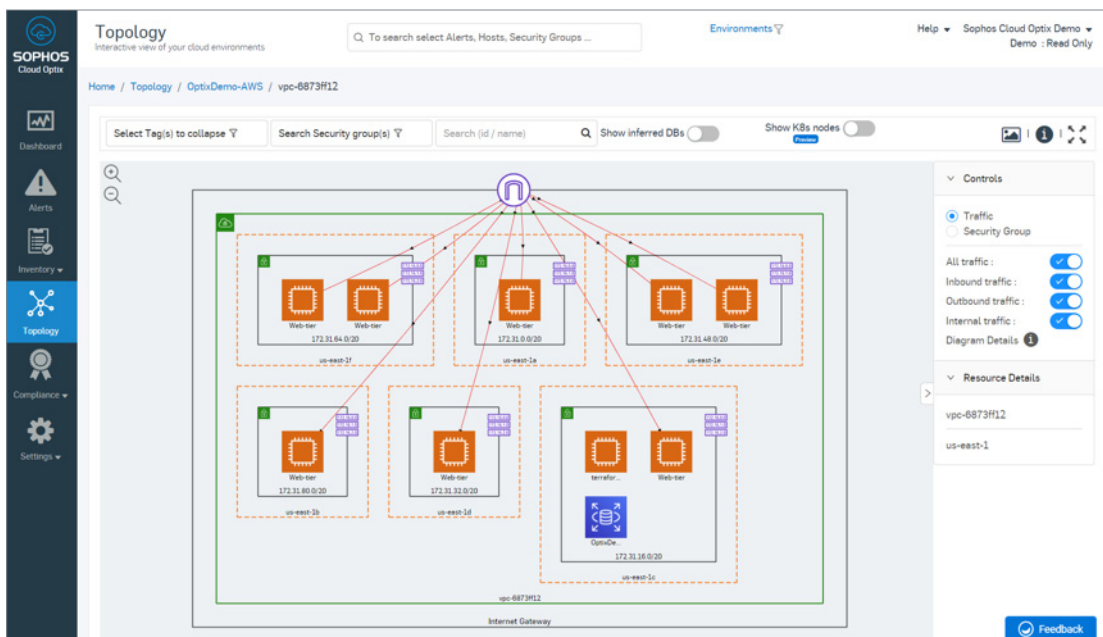 SOPHOS
Cloud Optix
Topology
Interactive view of your cloud environments
To search select Alerts, Hosts, Security Groups ...
Environments
Help
Sophos Cloud Optix Demo
Demo : Read Only
Home / Topology / OptixDemo-AWS / vpc-6873ff12
Dashboard
Alerts
Inventory
Topology
Compliance
Settings
Select Tag(s) to collapse
Search Security group(s)
Search (id / name)
Show inferred DBs
Show K8s nodes
Preview
Web-tier
Web-tier
172.31.64.0/20
us-east-1f
Web-tier
172.31.0.0/20
us-east-1a
Web-tier
Web-tier
172.31.48.0/20
us-east-1e
Web-tier
172.31.80.0/20
us-east-1b
Web-tier
172.31.32.0/20
us-east-1d
terrafor...
Web-tier
OptixDe...
172.31.16.0/20
us-east-1c
vpc-6873ff12
Internet Gateway
Controls
Traffic
Security Group
All traffic :
Inbound traffic :
Outbound traffic :
Internal traffic :
Diagram Details
Resource Details
vpc-6873ff12
us-east-1
Feedback